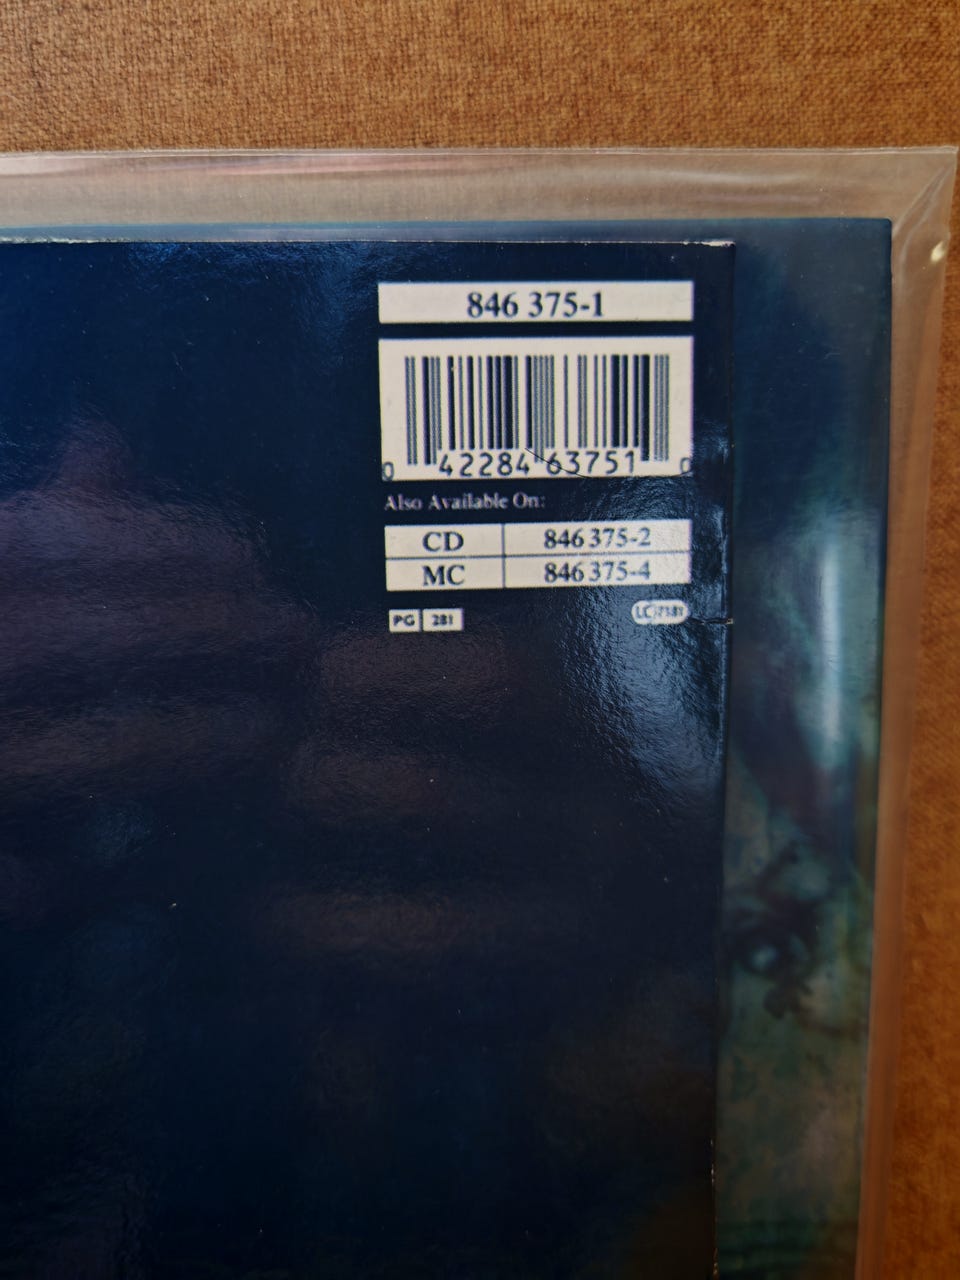 846 375-1
0 42284 63751 0
Also Available On:
CD 846 375-2
MC 846 375-4
PG 281